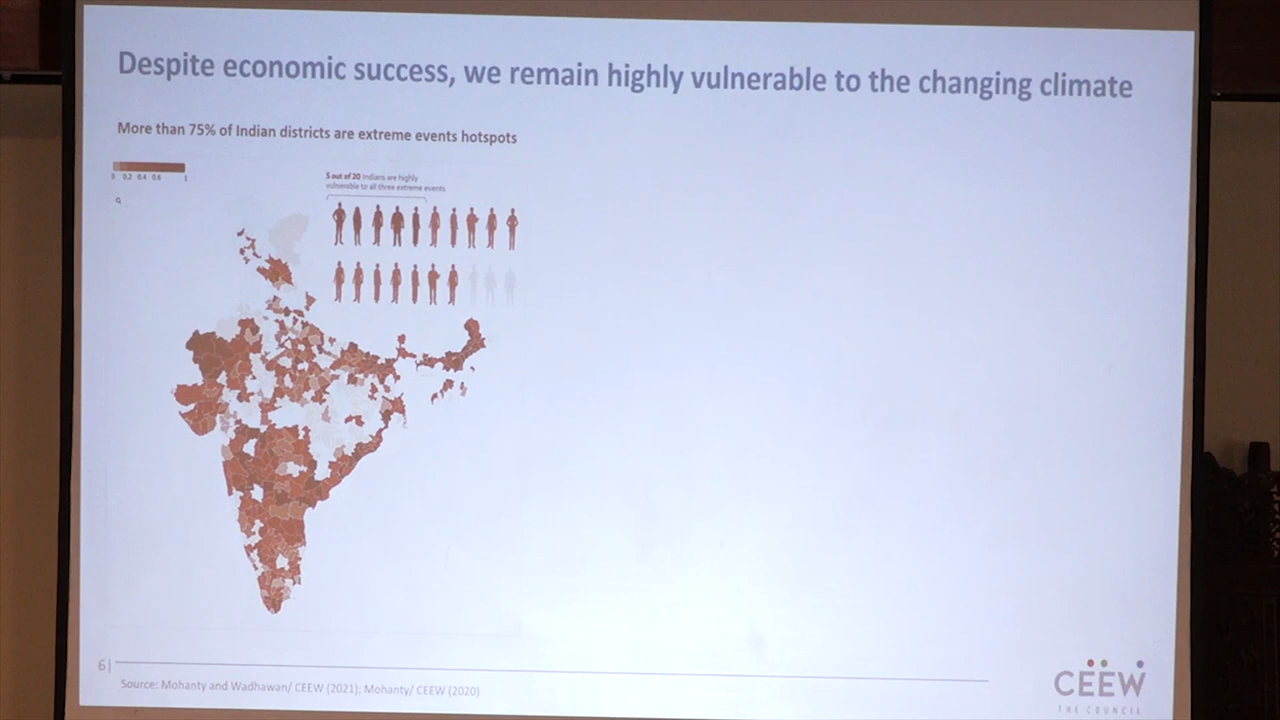 Despite economic success, we remain highly vulnerable to the changing climate
More than 75% of Indian districts are extreme events hotspots
0 0.2 0.4 0.6 1
5 out of 20 Indians are highly
vulnerable to all three extreme events
6|
Source: Mohanty and Wadhawan/ CEEW (2021); Mohanty/ CEEW (2020)
CEEW
THE COUNCIL